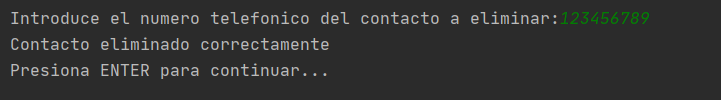 Introduce el numero telefonico del contacto a eliminar:123456789
Contacto eliminado correctamente
Presiona ENTER para continuar...